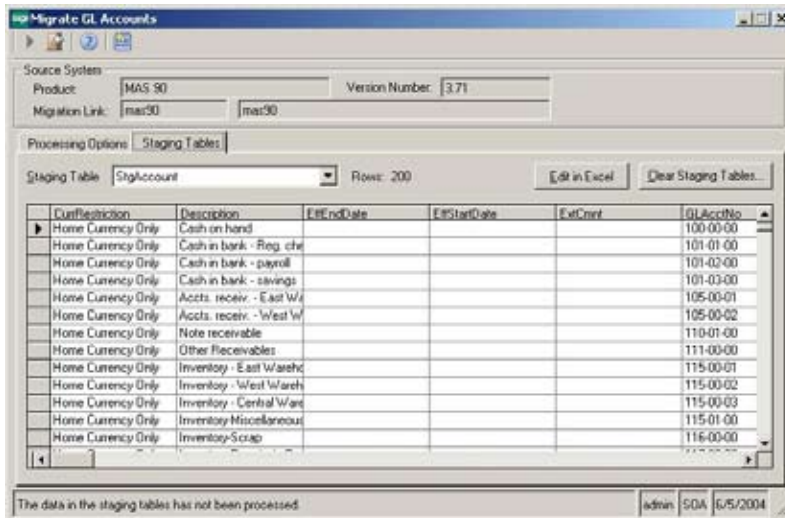 Migrate GL Accounts
Source System
Product: MAS 90 Version Number: 3.71
Migration Link: mas90 mas90
Processing Options Staging Tables
Staging Table StgAccount Rows: 200 Edit in Excel Clear Staging Tables...
CurrRestriction Description EffEndDate EffStartDate ExtCmnt GLAcctNo
Home Currency Only Cash on hand 100-00-00
Home Currency Only Cash in bank - Reg. che 101-01-00
Home Currency Only Cash in bank - payroll 101-02-00
Home Currency Only Cash in bank - savings 101-03-00
Home Currency Only Accts. receiv. - East Wa 105-00-01
Home Currency Only Accts. receiv. - West W 105-00-02
Home Currency Only Note receivable 110-01-00
Home Currency Only Other Receivables 111-00-00
Home Currency Only Inventory - East Wareho 115-00-01
Home Currency Only Inventory - West Wareh 115-00-02
Home Currency Only Inventory - Central Ware 115-00-03
Home Currency Only Inventory-Miscellaneous 115-01-00
Home Currency Only Inventory-Scrap 116-00-00
The data in the staging tables has not been processed admin SOA 6/5/2004